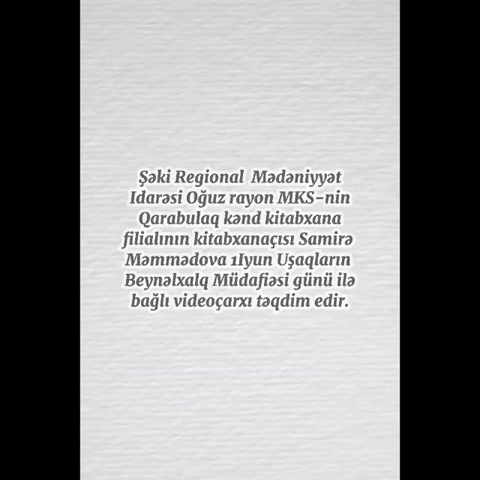 Şəki Regional Mədəniyyət
Idarəsi Oğuz rayon MKS-nin
Qarabulaq kənd kitabxana
filialının kitabxanaçısı Samirə
Məmmədova 1Iyun Uşaqların
Beynəlxalq Müdafiəsi günü ilə
bağlı videoçarxı təqdim edir.